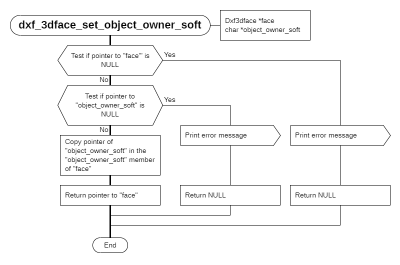 dxf_3dface_set_object_owner_soft
Dxf3dface *face
char *object_owner_soft
Test if pointer to "face" is
NULL
Yes
No
Test if pointer to
"object_owner_soft" is
NULL
Yes
No
Copy pointer of
"object_owner_soft" in the
"object_owner_soft" member
of "face"
Print error message
Print error message
Return pointer to "face"
Return NULL
Return NULL
End